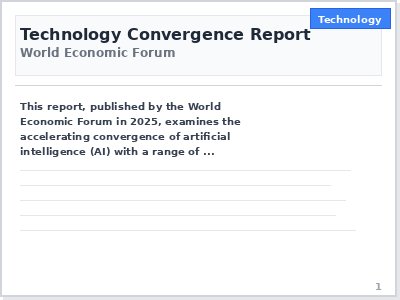 Technology
Technology Convergence Report
World Economic Forum
This report, published by the World
Economic Forum in 2025, examines the
accelerating convergence of artificial
intelligence (AI) with a range of ...
1